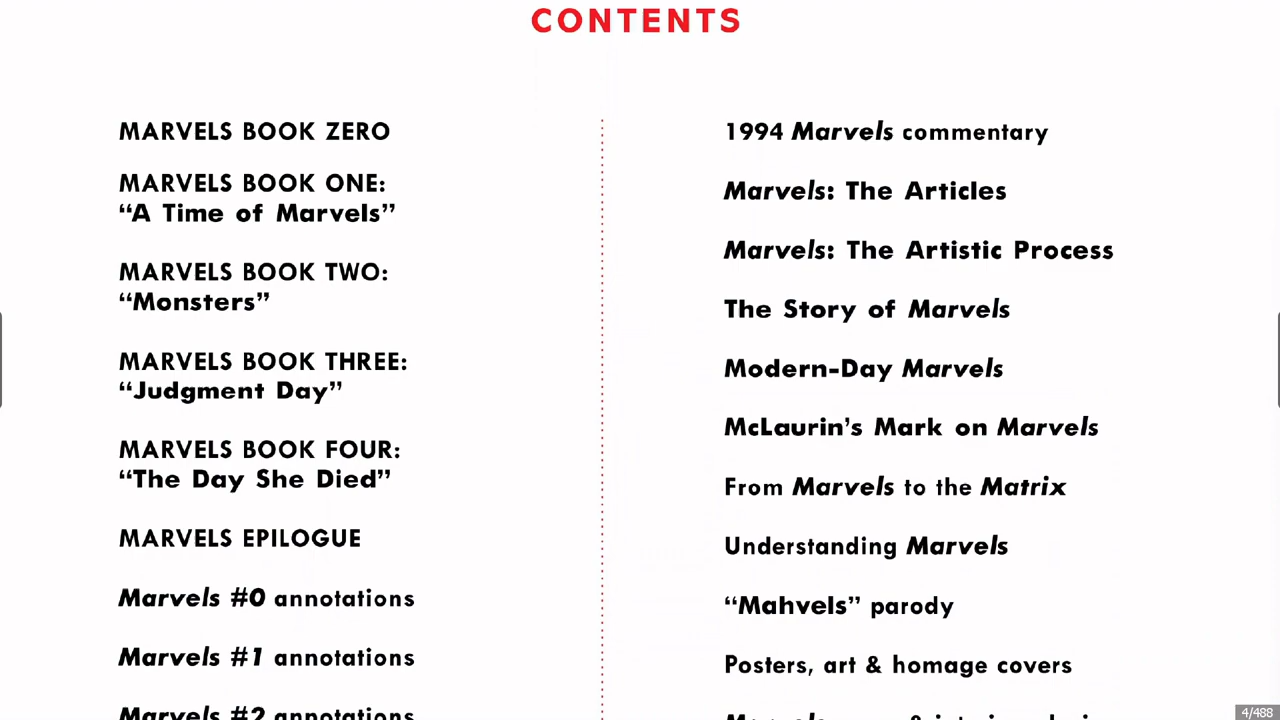 CONTENTS
MARVELS BOOK ZERO
MARVELS BOOK ONE:
“A Time of Marvels”
MARVELS BOOK TWO:
“Monsters”
MARVELS BOOK THREE:
“Judgment Day”
MARVELS BOOK FOUR:
“The Day She Died”
MARVELS EPILOGUE
Marvels #0 annotations
Marvels #1 annotations
Marvels #2 annotations
1994 Marvels commentary
Marvels: The Articles
Marvels: The Artistic Process
The Story of Marvels
Modern-Day Marvels
McLaurin’s Mark on Marvels
From Marvels to the Matrix
Understanding Marvels
“Mahvels” parody
Posters, art & homage covers
Marvels
4/488